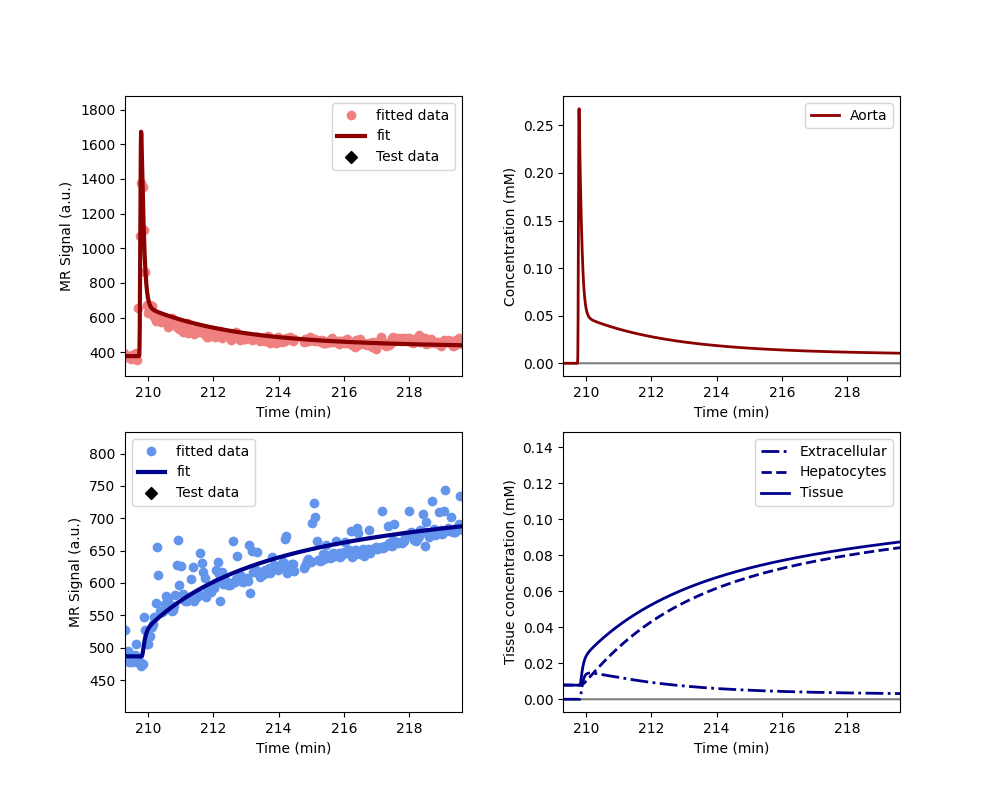 1800
1600
1400
1200
1000
800
600
400
MR Signal (a.u.)
fitted data
fit
Test data
210 212 214 216 218
Time (min)
0.25
0.20
0.15
0.10
0.05
0.00
Concentration (mM)
Aorta
210 212 214 216 218
Time (min)
800
750
700
650
600
550
500
450
MR Signal (a.u.)
fitted data
fit
Test data
210 212 214 216 218
Time (min)
0.14
0.12
0.10
0.08
0.06
0.04
0.02
0.00
Tissue concentration (mM)
Extracellular
Hepatocytes
Tissue
210 212 214 216 218
Time (min)